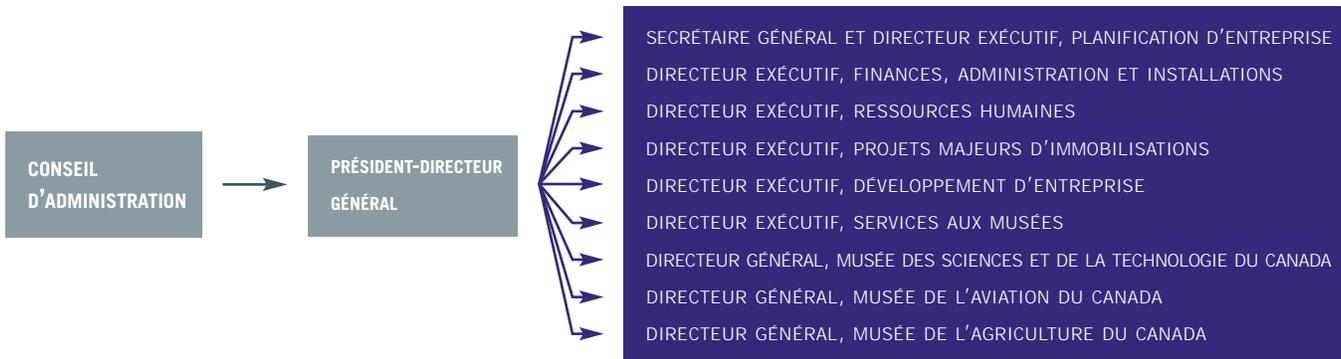 CONSEIL
D'ADMINISTRATION
PRÉSIDENT-DIRECTEUR
GÉNÉRAL
SECRÉTAIRE GÉNÉRAL ET DIRECTEUR EXÉCUTIF, PLANIFICATION D'ENTREPRISE
DIRECTEUR EXÉCUTIF, FINANCES, ADMINISTRATION ET INSTALLATIONS
DIRECTEUR EXÉCUTIF, RESSOURCES HUMAINES
DIRECTEUR EXÉCUTIF, PROJETS MAJEURS D'IMMOBILISATIONS
DIRECTEUR EXÉCUTIF, DÉVELOPPEMENT D'ENTREPRISE
DIRECTEUR EXÉCUTIF, SERVICES AUX MUSÉES
DIRECTEUR GÉNÉRAL, MUSÉE DES SCIENCES ET DE LA TECHNOLOGIE DU CANADA
DIRECTEUR GÉNÉRAL, MUSÉE DE L'AVIATION DU CANADA
DIRECTEUR GÉNÉRAL, MUSÉE DE L'AGRICULTURE DU CANADA